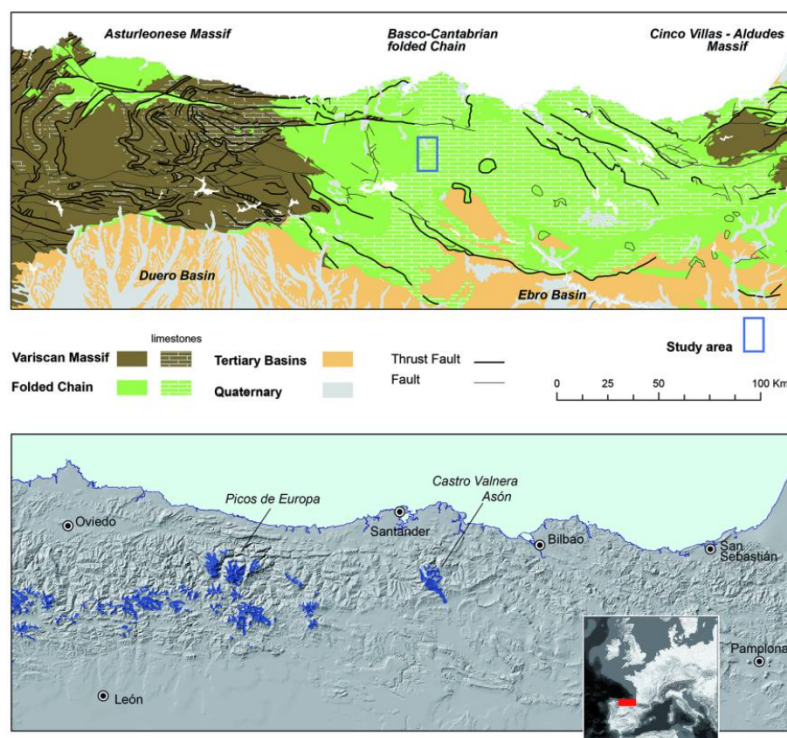 Asturleonese Massif
Basco-Cantabrian
folded Chain
Cinco Villas - Aldudes
Massif
Duero Basin
Ebro Basin
limestones
Variscan Massif
Tertiary Basins
Thrust Fault
Study area
Folded Chain
Quaternary
Fault
0 25 50 75 100 Km
Castro Valnera
Asón
Picos de Europa
Oviedo
Santander
Bilbao
San
Sebastián
Pamplona
León